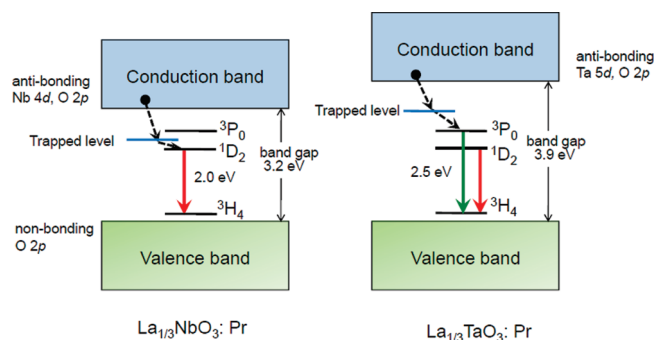 anti-bonding
Nb 4d, O 2p
Conduction band
Trapped level
³P₀
¹D₂
2.0 eV
band gap
3.2 eV
³H₄
non-bonding
O 2p
Valence band
La₁/₃NbO₃: Pr
Conduction band
anti-bonding
Ta 5d, O 2p
Trapped level
³P₀
¹D₂
2.5 eV
band gap
3.9 eV
³H₄
Valence band
La₁/₃TaO₃: Pr